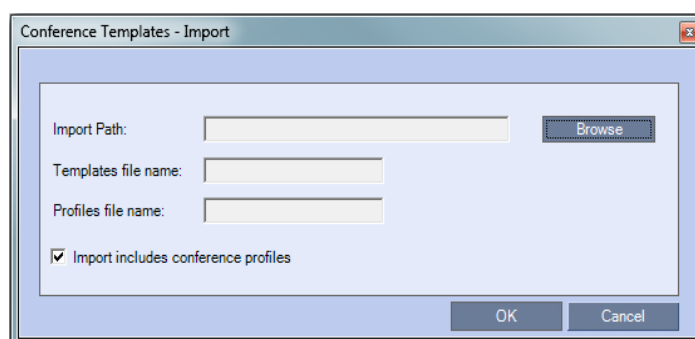 Conference Templates - Import
Import Path:
Browse
Templates file name:
Profiles file name:
Import includes conference profiles
OK
Cancel